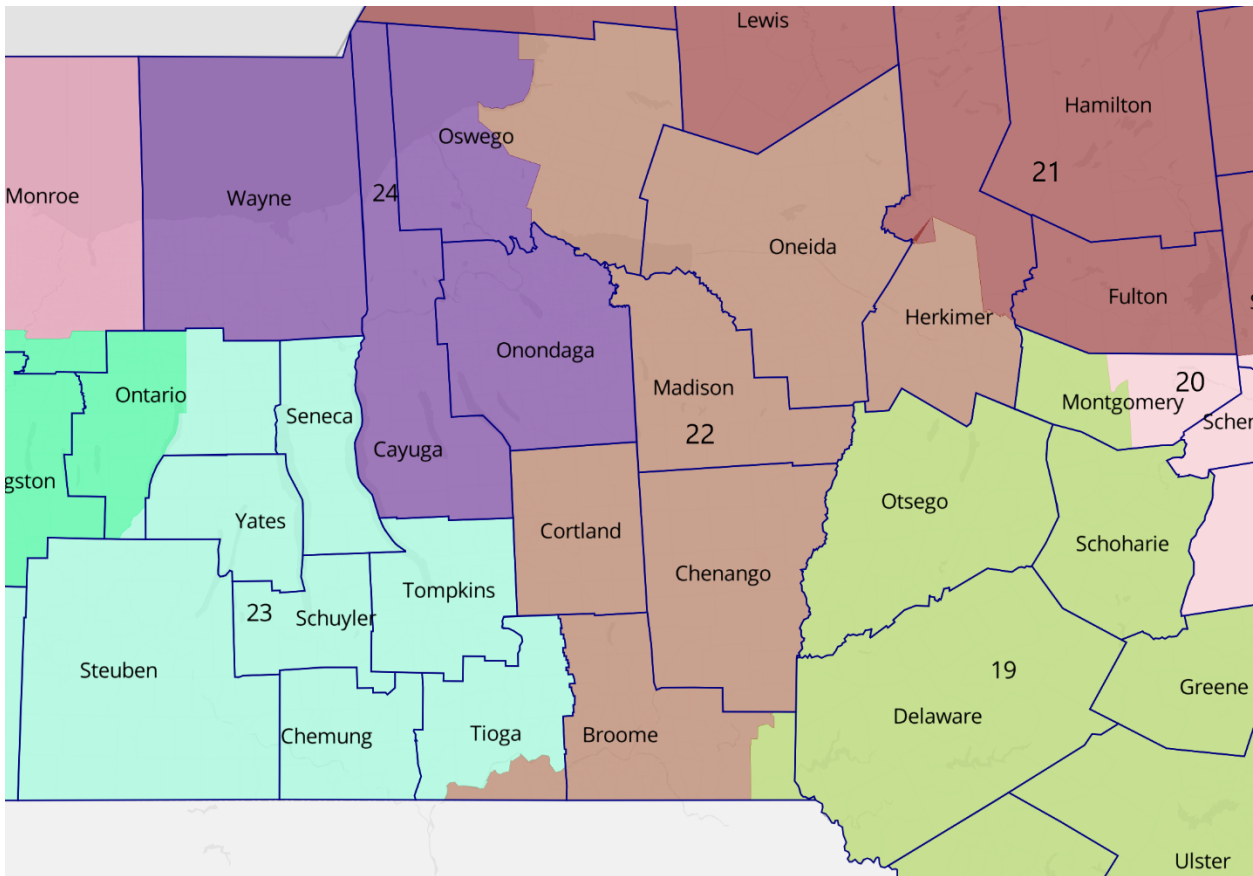 Lewis
Hamilton
Oswego
21
Monroe
Wayne
24
Oneida
Fulton
Herkimer
Onondaga
Ontario
Seneca
Madison
20
Montgomery
22
Cayuga
gston
Otsego
Yates
Cortland
Schoharie
Chenango
Tompkins
23
Schuyler
Steuben
19
Greene
Delaware
Chemung
Tioga
Broome
Ulster